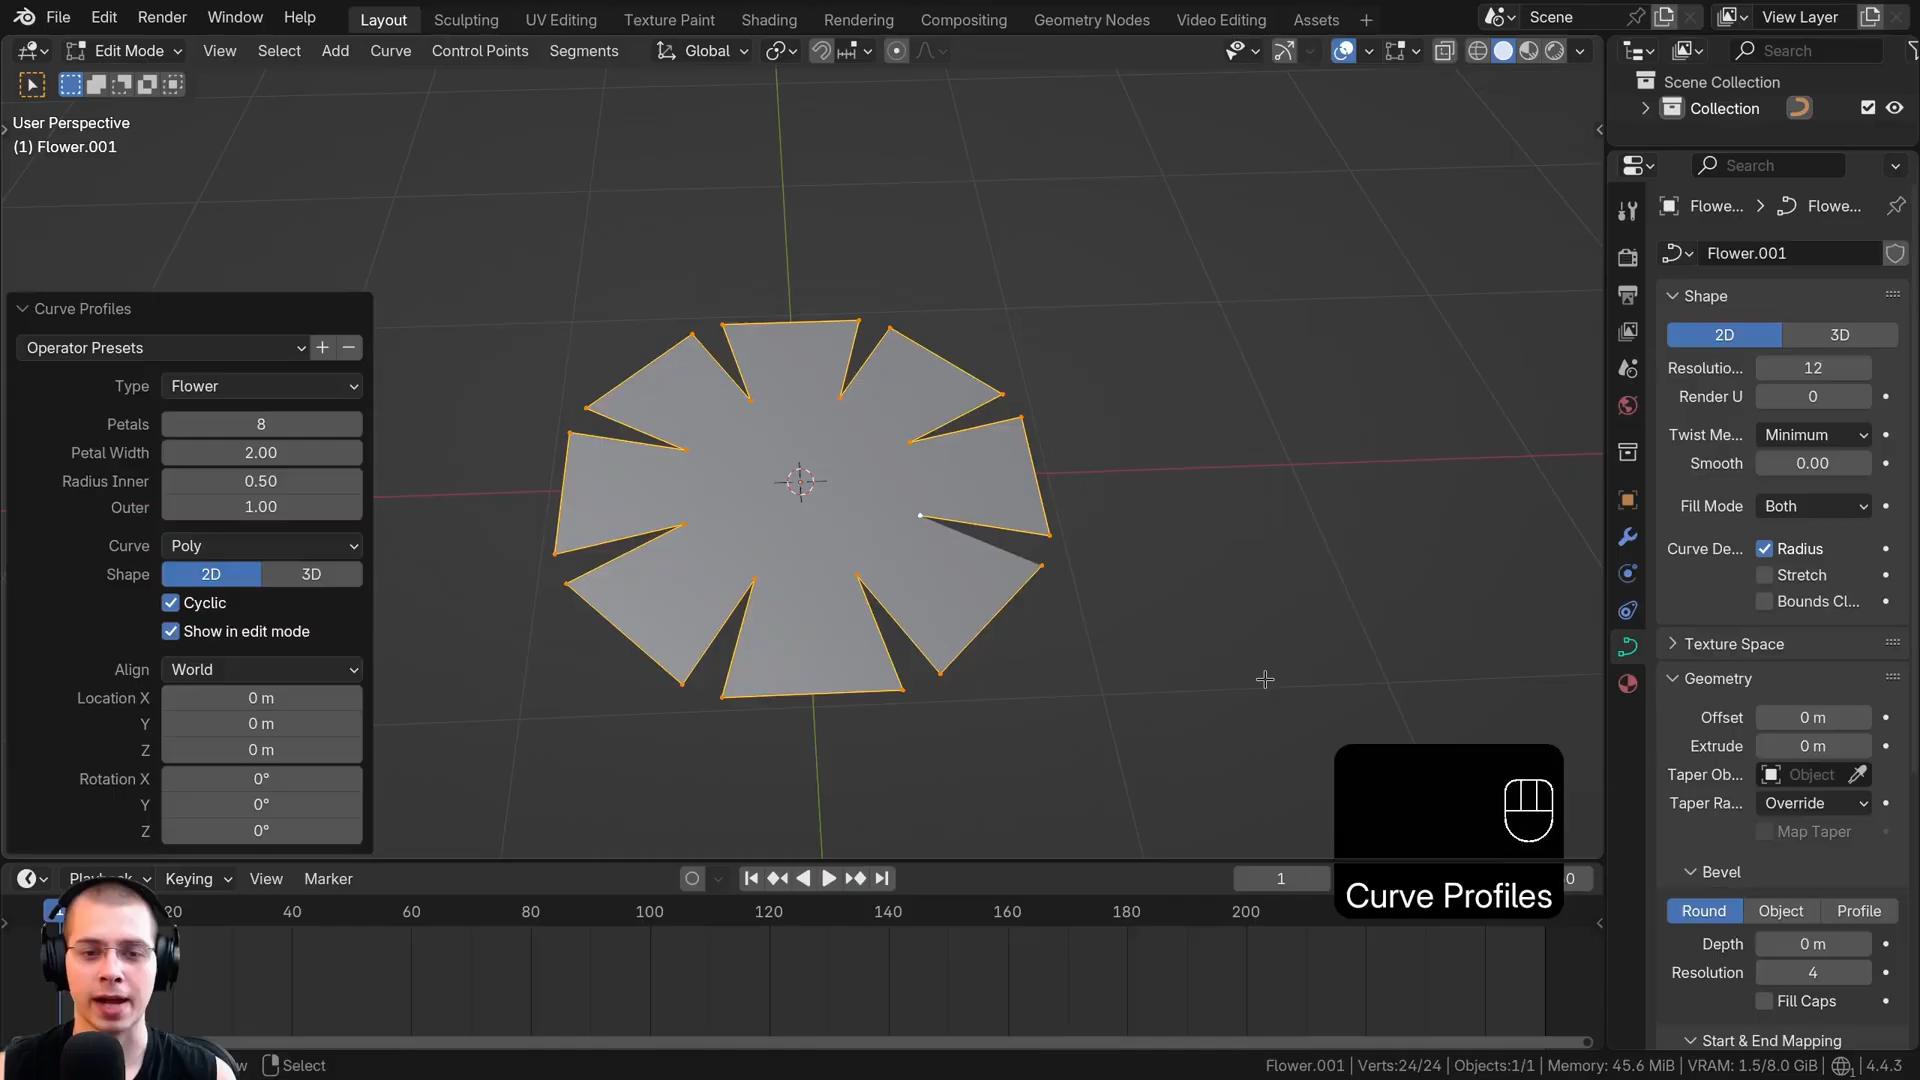 File Edit Render Window Help Layout Sculpting UV Editing Texture Paint Shading Animation Rendering Compositing Geometry Nodes Video Editing Assets + Scene View Layer
Edit Mode View Select Add Curve Control Points Segments Global Search
User Perspective
(1) Flower.001
Scene Collection
Collection
Search
Flowe... > Flowe...
Flower.001
Shape
2D 3D
Resolutio... 12
Render U 0
Twist Me... Minimum
Smooth 0.00
Fill Mode Both
Curve De... Radius
Stretch
Bounds Cl...
Texture Space
Geometry
Offset 0 m
Extrude 0 m
Taper Ob... Object
Taper Ra... Override
Map Taper
Bevel
Round Object Profile
Depth 0 m
Resolution 4
Fill Caps
Start & End Mapping
Curve Profiles
Operator Presets
Type Flower
Petals 8
Petal Width 2.00
Radius Inner 0.50
Outer 1.00
Curve Poly
Shape 2D 3D
Cyclic
Show in edit mode
Align World
Location X 0 m
Y 0 m
Z 0 m
Rotation X 0°
Y 0°
Z 0°
Curve Profiles
Playback Keying View Marker 1
20 40 60 80 100 120 140 160 180 200
Select
Flower.001 | Verts:24/24 | Objects:1/1 | Memory: 45.6 MiB | VRAM: 1.5/8.0 GiB | 4.4.3